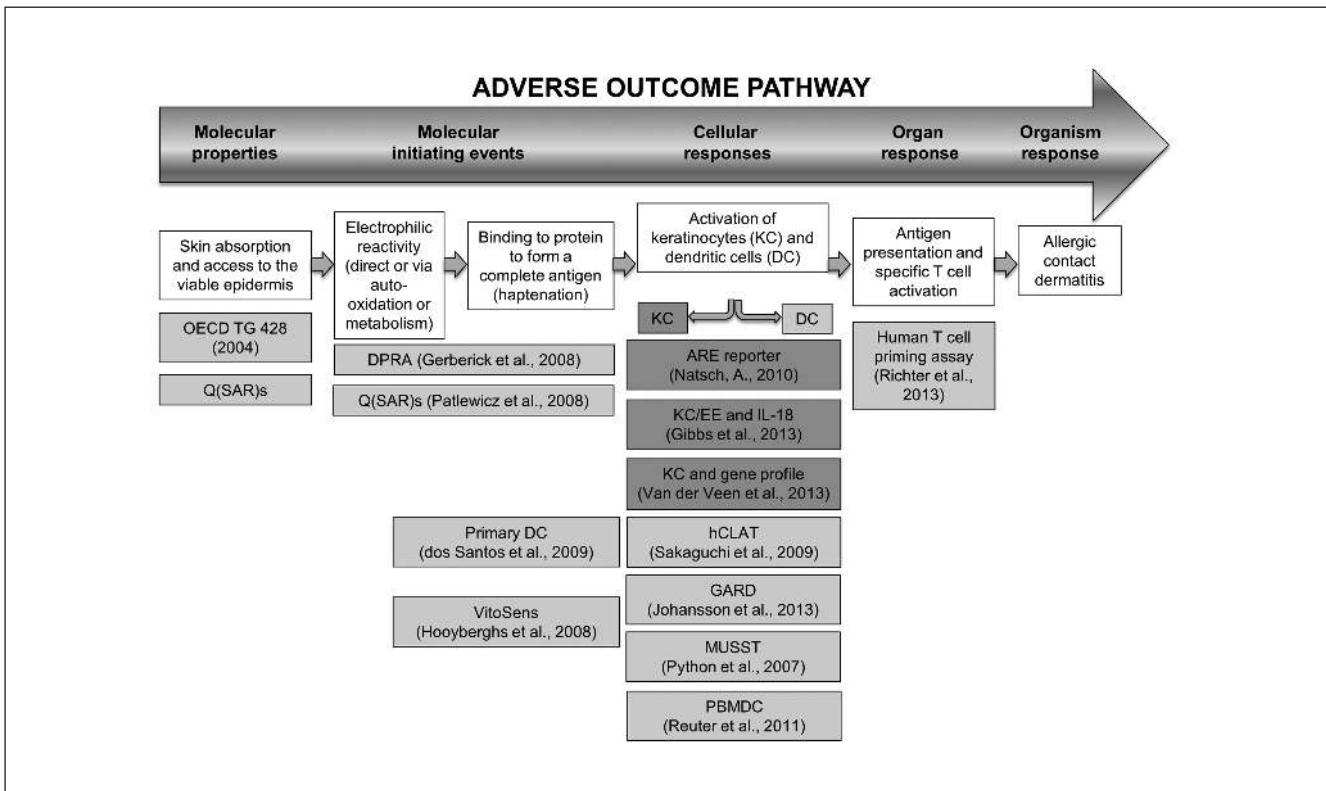 ADVERSE OUTCOME PATHWAY
Molecular
properties
Molecular
initiating events
Cellular
responses
Organ
response
Organism
response
Skin absorption
and access to the
viable epidermis
Electrophilic
reactivity
(direct or via
auto-
oxidation or
metabolism)
Binding to protein
to form a
complete antigen
(haptenation)
Activation of
keratinocytes (KC) and
dendritic cells (DC)
Antigen
presentation and
specific T cell
activation
Allergic
contact
dermatitis
OECD TG 428
(2004)
Q(SAR)s
DPRA (Gerberick et al., 2008)
Q(SAR)s (Patlewicz et al., 2008)
KC
DC
ARE reporter
(Natsch, A., 2010)
KC/EE and IL-18
(Gibbs et al., 2013)
KC and gene profile
(Van der Veen et al., 2013)
Human T cell
priming assay
(Richter et al.,
2013)
Primary DC
(dos Santos et al., 2009)
VitoSens
(Hooyberghs et al., 2008)
hCLAT
(Sakaguchi et al., 2009)
GARD
(Johansson et al., 2013)
MUSST
(Python et al., 2007)
PBMDC
(Reuter et al., 2011)